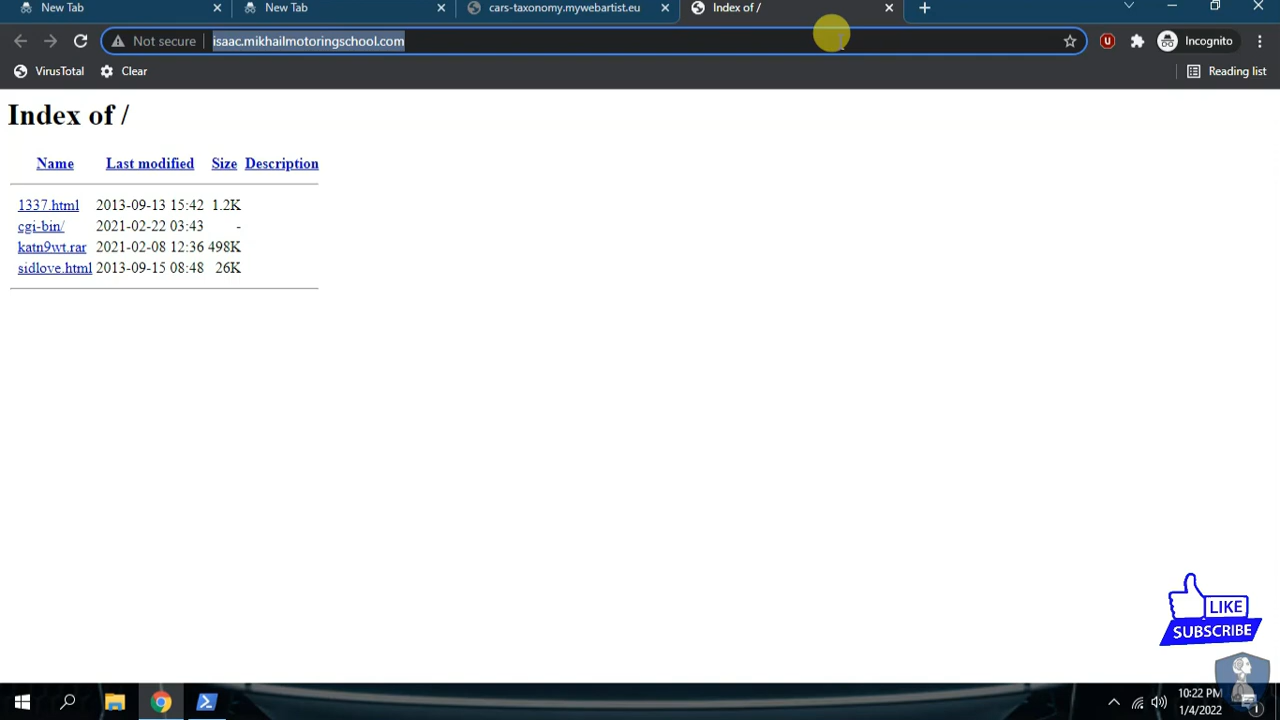 New Tab New Tab cars-taxonomy.mywebartist.eu Index of /
Not secure isaac.mikhailmotoringschool.com Incognito
VirusTotal Clear Reading list
Index of /
Name Last modified Size Description
1337.html 2013-09-13 15:42 1.2K
cgi-bin/ 2021-02-22 03:43 -
katn9wt.rar 2021-02-08 12:36 498K
sidlove.html 2013-09-15 08:48 26K
LIKE
SUBSCRIBE
10:22 PM
1/4/2022